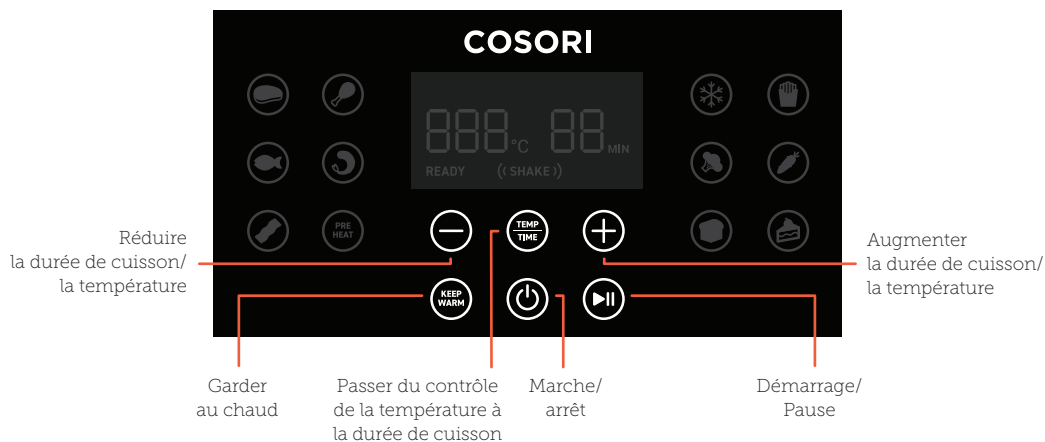 COSORI
888 °C 88 MIN
READY ((SHAKE))
PRE
HEAT
TEMP
TIME
KEEP
WARM
Réduire
la durée de cuisson/
la température
Augmenter
la durée de cuisson/
la température
Garder
au chaud
Passer du contrôle
de la température à
la durée de cuisson
Marche/
arrêt
Démarrage/
Pause